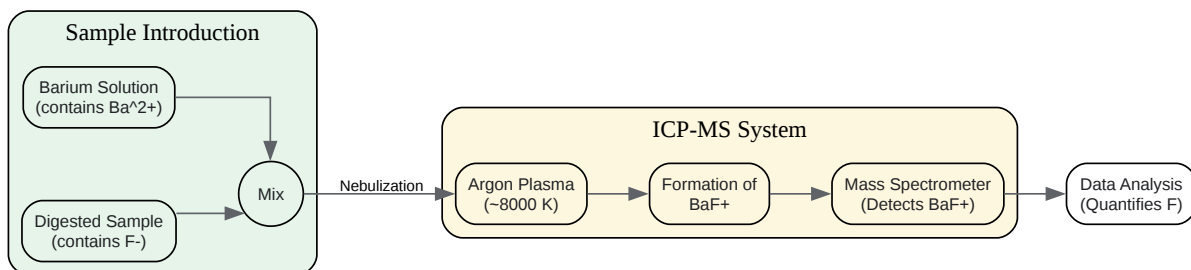 Sample Introduction
Barium Solution
(contains Ba^2+)
Digested Sample
(contains F-)
Mix
Nebulization
ICP-MS System
Argon Plasma
(~8000 K)
Formation of
BaF+
Mass Spectrometer
(Detects BaF+)
Data Analysis
(Quantifies F)